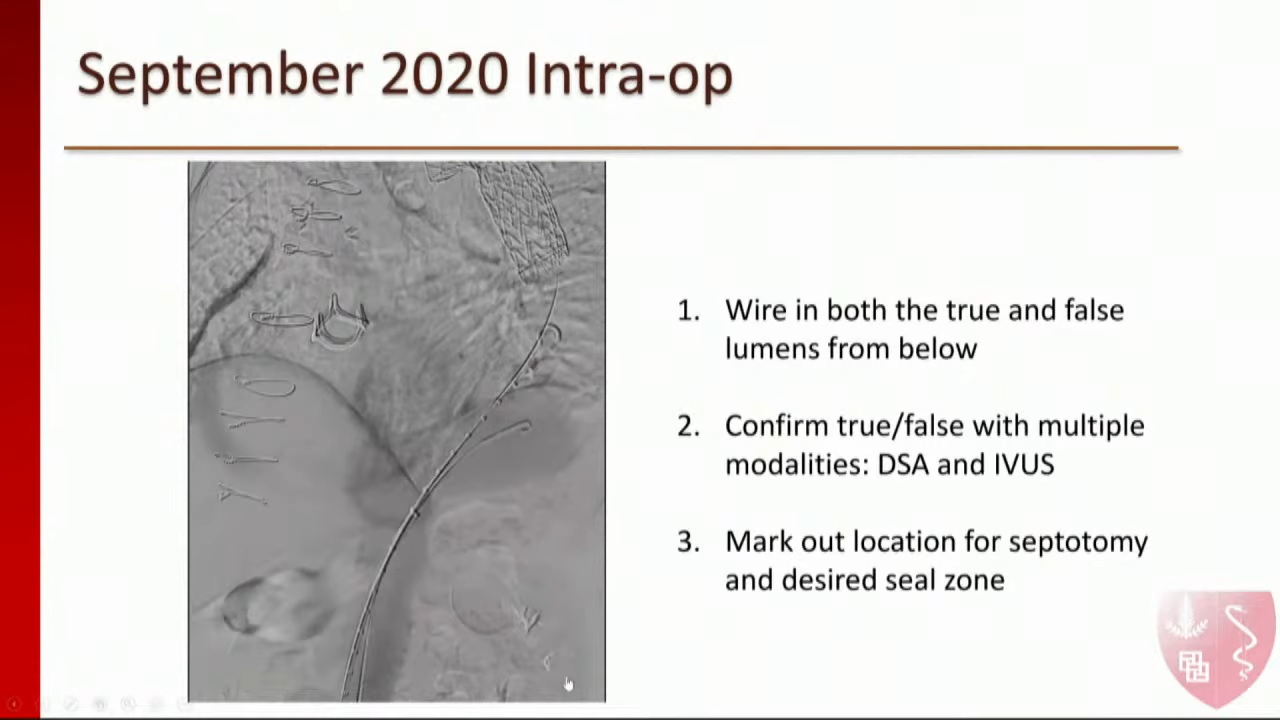 September 2020 Intra-op
1. Wire in both the true and false
lumens from below
2. Confirm true/false with multiple
modalities: DSA and IVUS
3. Mark out location for septotomy
and desired seal zone